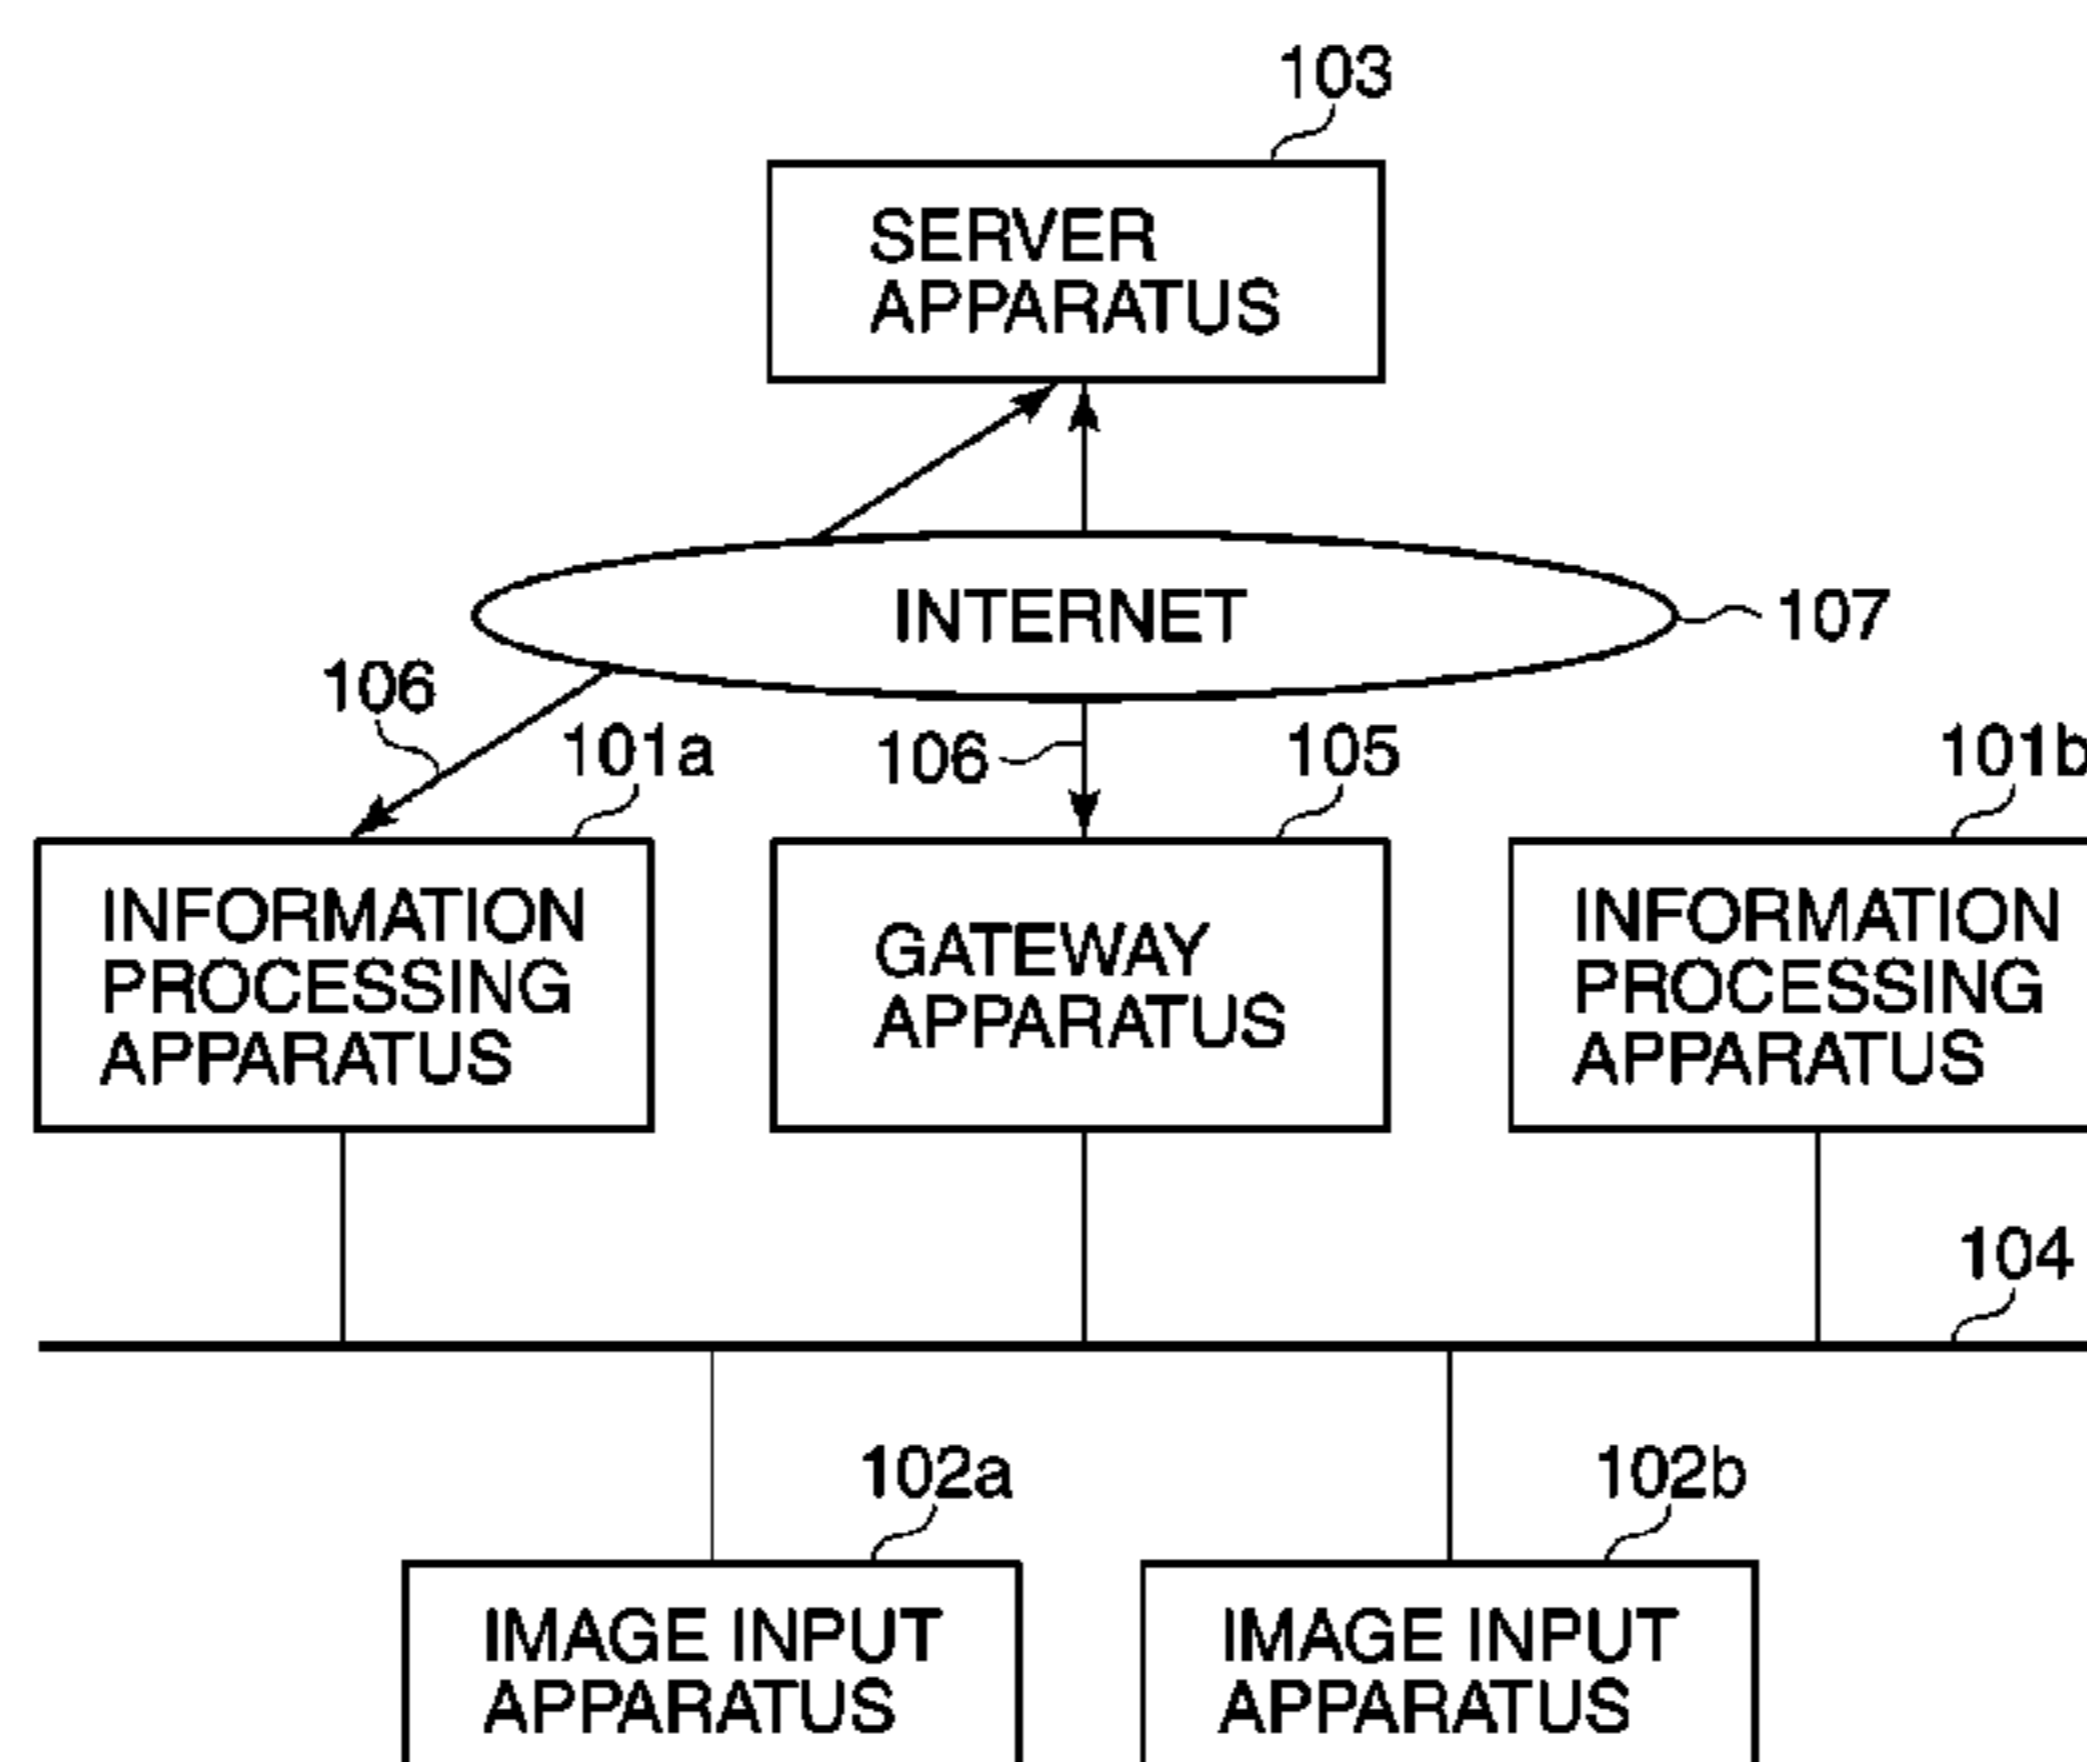 103
SERVER
APPARATUS
INTERNET
107
106
101a
106
105
101b
INFORMATION
PROCESSING
APPARATUS
GATEWAY
APPARATUS
INFORMATION
PROCESSING
APPARATUS
104
102a
102b
IMAGE INPUT
APPARATUS
IMAGE INPUT
APPARATUS